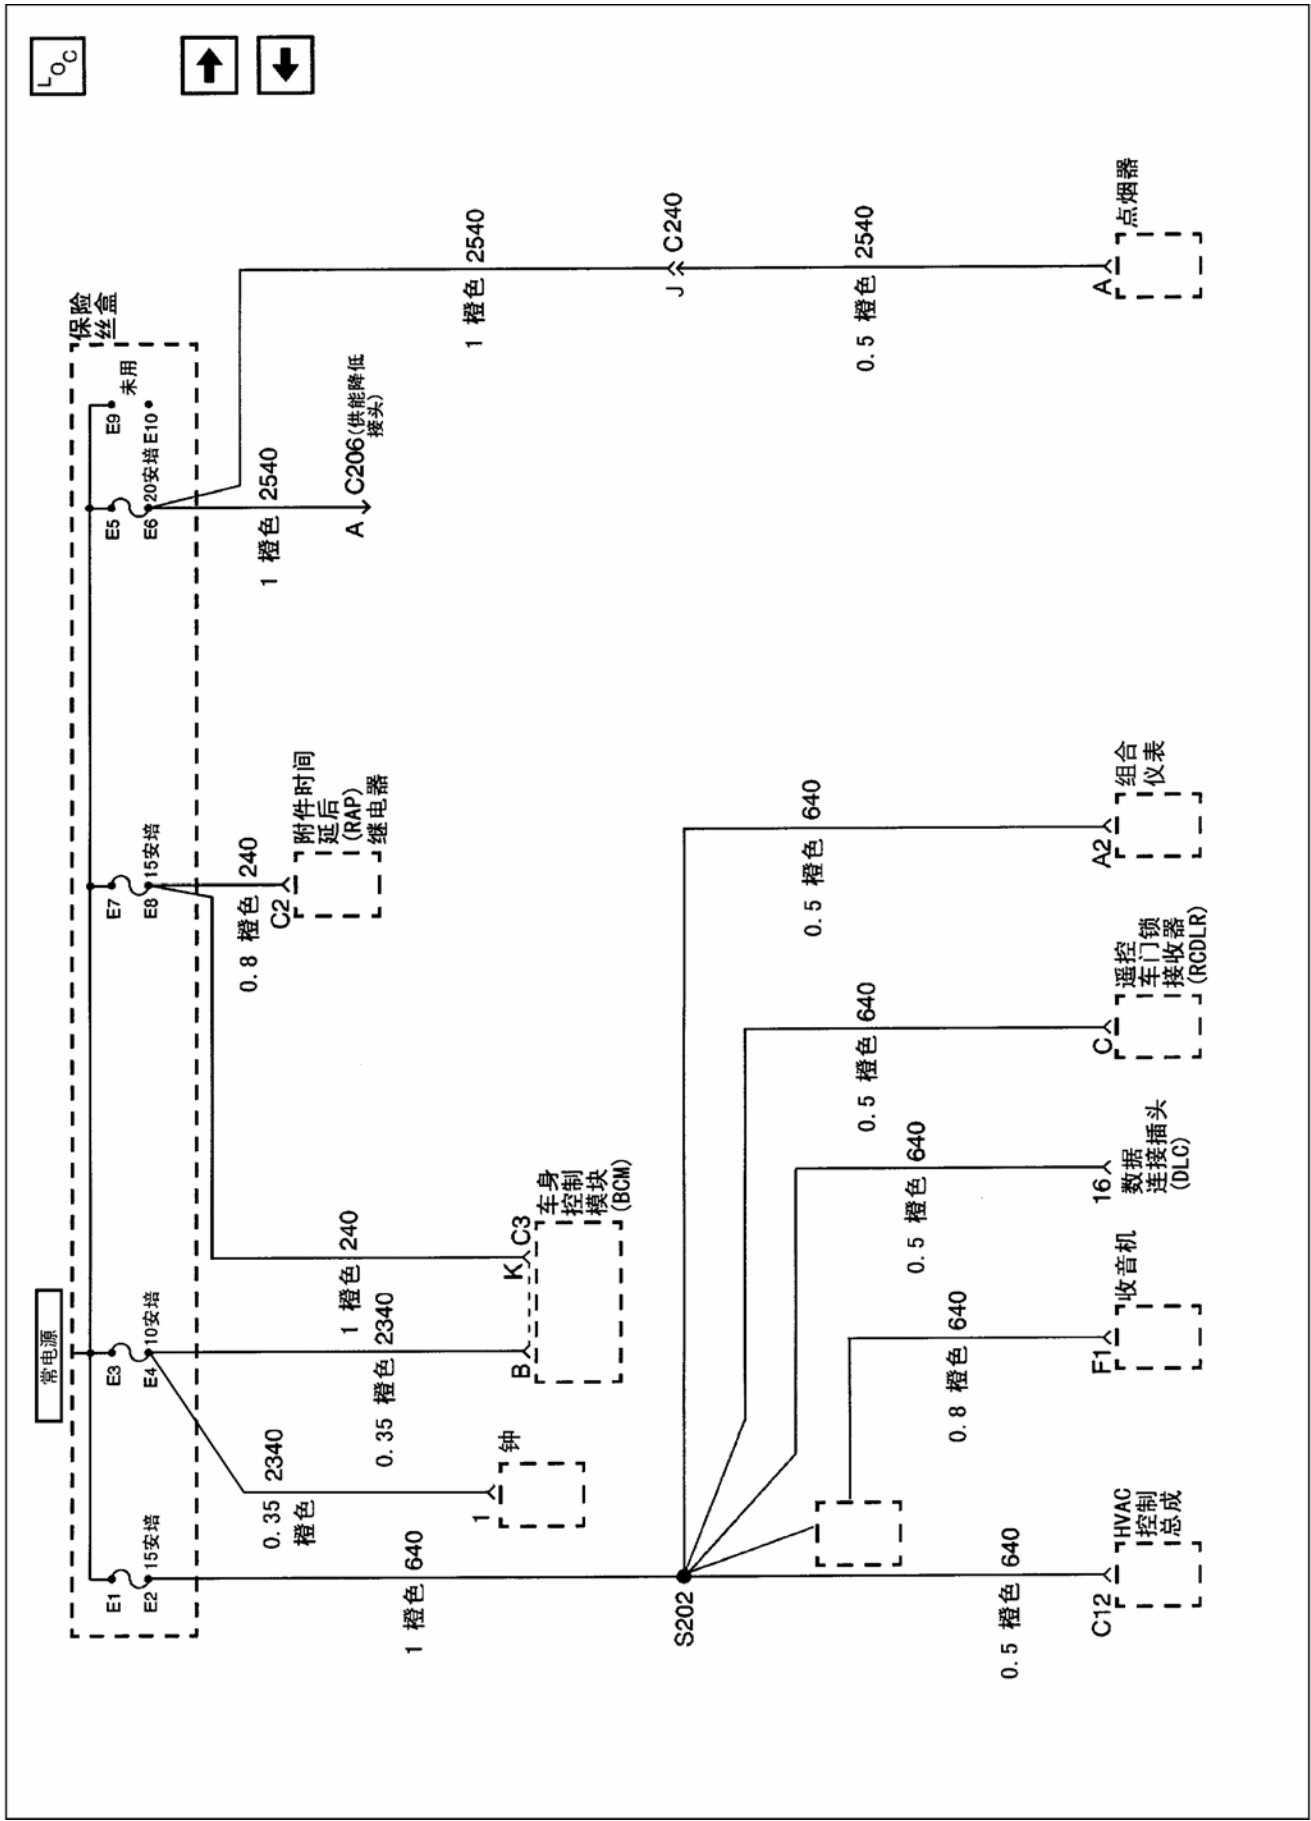 LOC
常电源
保险
丝盒
E1
E2
15安培
E3
E4
10安培
E7
E8
15安培
E5
E6
20安培
E9
E10
未用
1 橙色 640
0.35 2340
橙色
1
钟
0.35 橙色 2340
B
1 橙色 240
K
C3
车身
控制
模块
(BCM)
0.8 橙色 240
C2
附件时间
延后
(RAP)
继电器
1 橙色 2540
A
C206(供能降低
接头)
1 橙色 2540
J
C240
0.5 橙色 2540
A
点烟器
S202
0.5 橙色 640
C12
HVAC
控制
总成
0.8 橙色 640
F1
收音机
0.5 橙色 640
16
数据
连接插头
(DLC)
0.5 橙色 640
C
遥控
车门锁
接收器
(RCDLR)
0.5 橙色 640
A2
组合
仪表